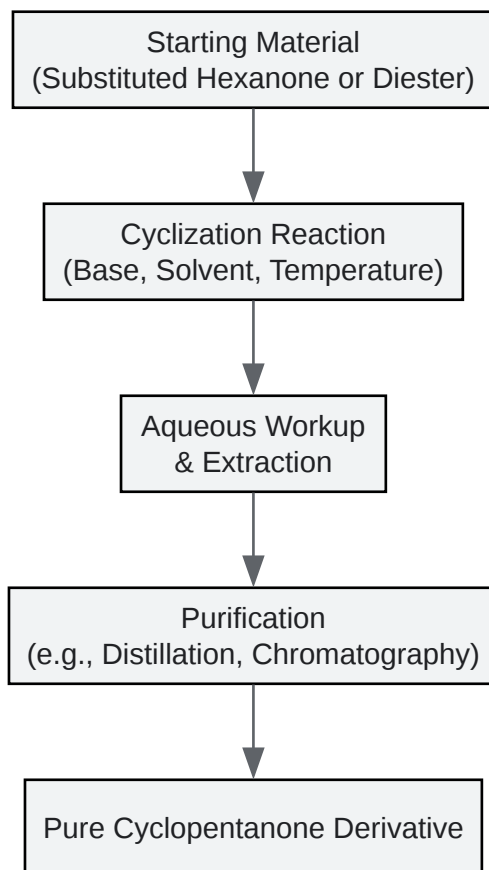 Starting Material
(Substituted Hexanone or Diester)
Cyclization Reaction
(Base, Solvent, Temperature)
Aqueous Workup
& Extraction
Purification
(e.g., Distillation, Chromatography)
Pure Cyclopentanone Derivative